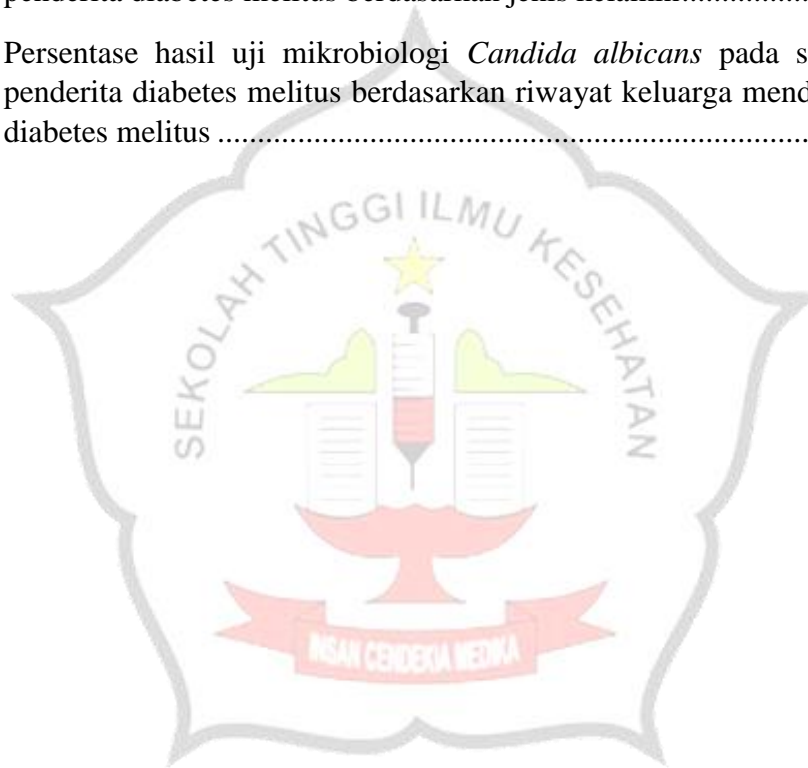 penderita diabetes melitus berdasarkan jenis kelamin....................
Persentase hasil uji mikrobiologi Candida albicans pada s
penderita diabetes melitus berdasarkan riwayat keluarga mend
diabetes melitus ..........................................................................
SEKOLAH TINGGI ILMU KESEHATAN
INSAN CENDEKIA MEDIKA